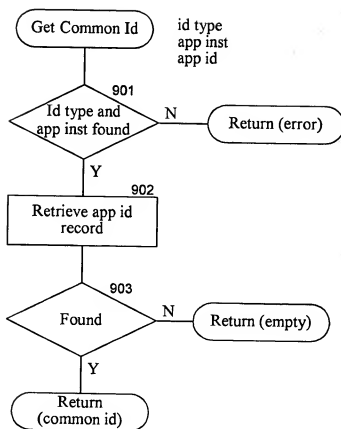 Get Common Id
id type
app inst
app id
901
Id type and
app inst found
N
Return (error)
Y
902
Retrieve app id
record
903
Found
N
Return (empty)
Y
Return
(common id)